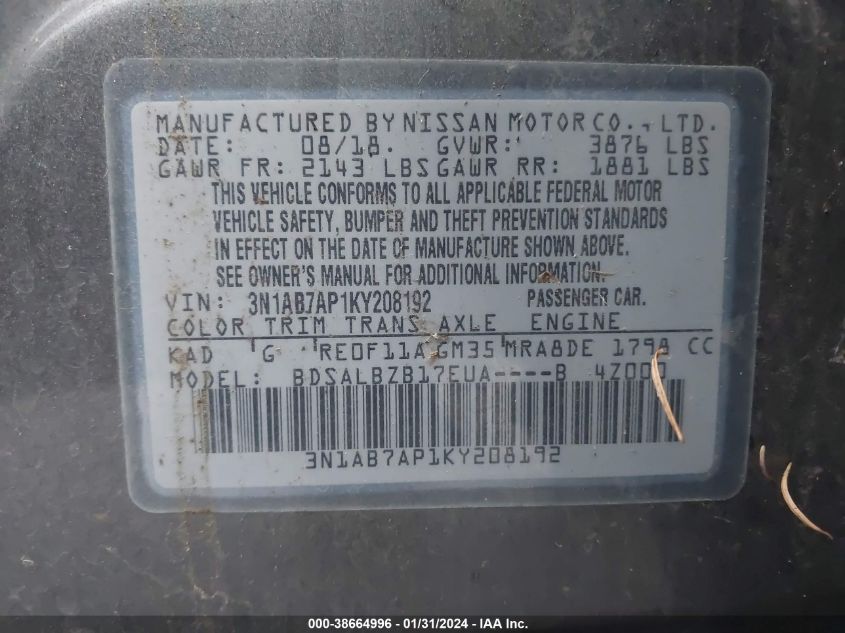 MANUFACTURED BY NISSAN MOTOR CO., LTD.
DATE: 08/18. GVWR: 3876 LBS
GAWR FR: 2143 LBS GAWR RR: 1881 LBS
THIS VEHICLE CONFORMS TO ALL APPLICABLE FEDERAL MOTOR
VEHICLE SAFETY, BUMPER AND THEFT PREVENTION STANDARDS
IN EFFECT ON THE DATE OF MANUFACTURE SHOWN ABOVE.
SEE OWNER'S MANUAL FOR ADDITIONAL INFORMATION.
VIN: 3N1AB7AP1KY208192 PASSENGER CAR.
COLOR TRIM TRANS AXLE ENGINE
KAD G RE0F11A GM35 MRA8DE 1798 CC
MODEL: BDSALBZB17EUA----B 4Z000
3N1AB7AP1KY208192
000-38664996 - 01/31/2024 - IAA Inc.